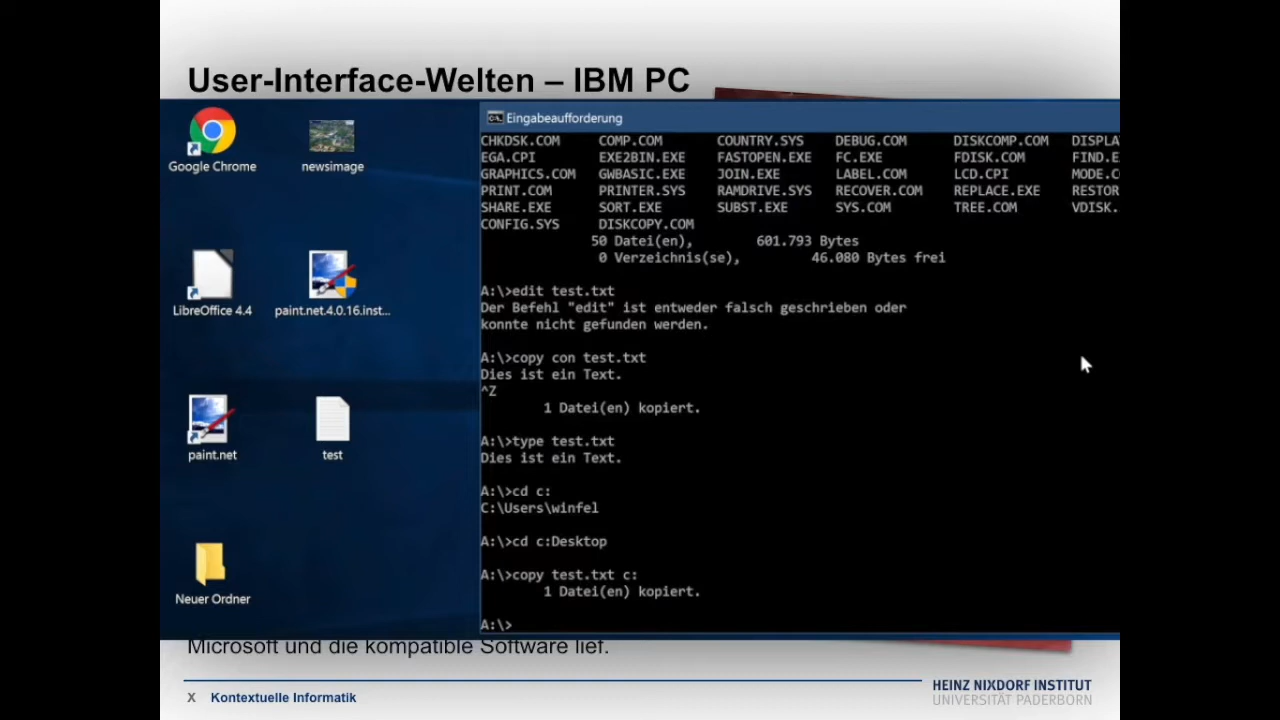 User-Interface-Welten – IBM PC
Google Chrome
newsimage
LibreOffice 4.4
paint.net.4.0.16.inst...
paint.net
test
Neuer Ordner
Eingabeaufforderung
CHKDSK.COM COMP.COM COUNTRY.SYS DEBUG.COM DISKCOMP.COM DISPLA
EGA.CPI EXE2BIN.EXE FASTOPEN.EXE FC.EXE FDISK.COM FIND.E
GRAPHICS.COM GWBASIC.EXE JOIN.EXE LABEL.COM LCD.CPI MODE.C
PRINT.COM PRINTER.SYS RAMDRIVE.SYS RECOVER.COM REPLACE.EXE RESTOR
SHARE.EXE SORT.EXE SUBST.EXE SYS.COM TREE.COM VDISK.
CONFIG.SYS DISKCOPY.COM
50 Datei(en), 601.793 Bytes
0 Verzeichnis(se), 46.080 Bytes frei
A:\>edit test.txt
Der Befehl "edit" ist entweder falsch geschrieben oder
konnte nicht gefunden werden.
A:\>copy con test.txt
Dies ist ein Text.
^Z
1 Datei(en) kopiert.
A:\>type test.txt
Dies ist ein Text.
A:\>cd c:
C:\Users\winfel
A:\>cd c:Desktop
A:\>copy test.txt c:
1 Datei(en) kopiert.
A:\>
Microsoft und die kompatible Software lief.
X Kontextuelle Informatik
HEINZ NIXDORF INSTITUT
UNIVERSITÄT PADERBORN